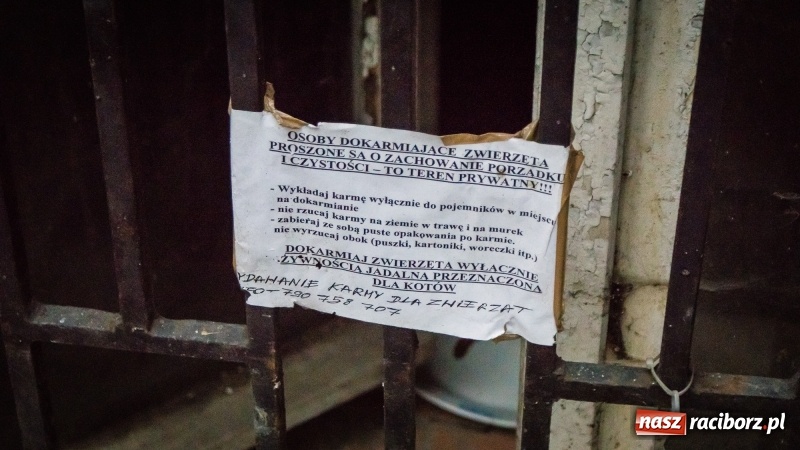 OSOBY DOKARMIAJĄCE ZWIERZĘTA
PROSZONE SĄ O ZACHOWANIE PORZĄDKU
I CZYSTOŚCI – TO TEREN PRYWATNY!!!
- Wykładaj karmę wyłącznie do pojemników w miejscu
na dokarmianie
- nie rzucaj karmy na ziemie w trawę i na murek
- zabieraj ze sobą puste opakowania po karmie.
nie wyrzucaj obok (puszki, kartoniki, woreczki itp.)
DOKARMIAJ ZWIERZĘTA WYŁĄCZNIE
ŻYWNOŚCIĄ JADALNĄ PRZEZNACZONĄ
DLA KOTÓW
YDAWANIE KARMY DLA ZWIERZĄT
790 758 707
nasz raciborz.pl